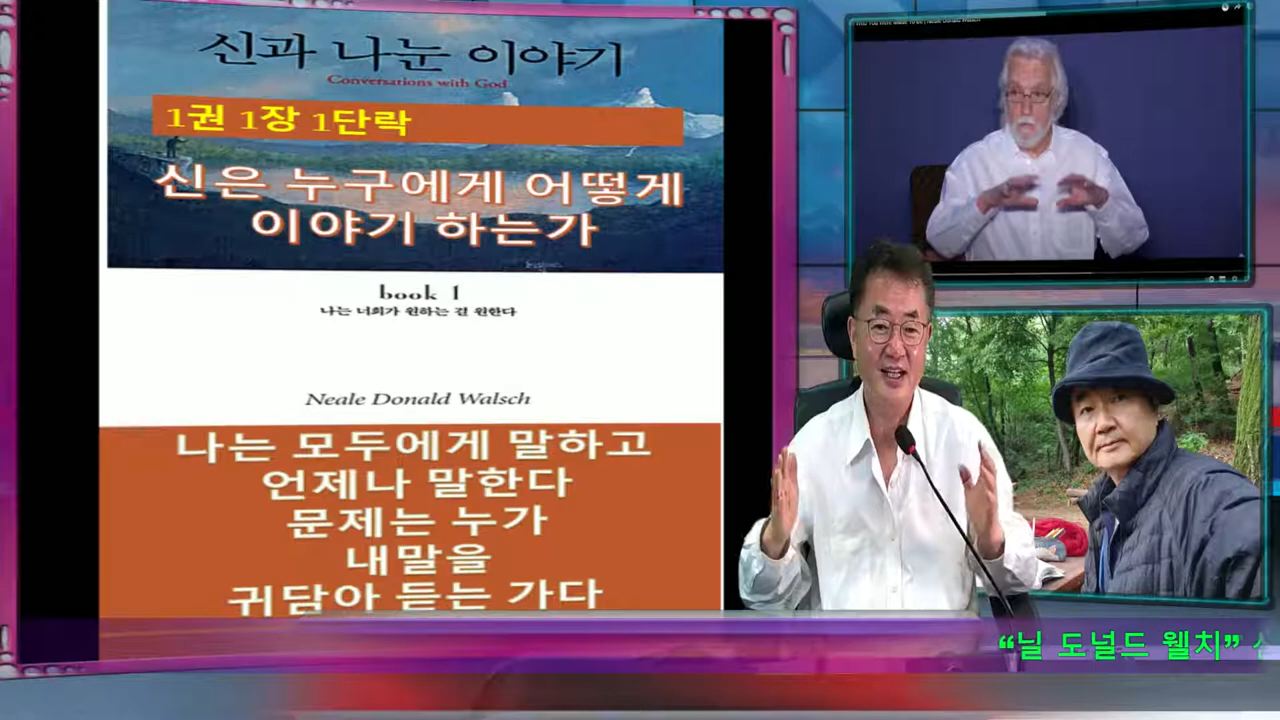 신과 나눈 이야기
Conversations with God
1권 1장 1단락
신은 누구에게 어떻게
이야기 하는가
book 1
나는 너희가 원하는 걸 원한다
Neale Donald Walsch
나는 모두에게 말하고
언제나 말한다
문제는 누가
내말을
귀담아 듣는 가다
“닐 도널드 웰치”